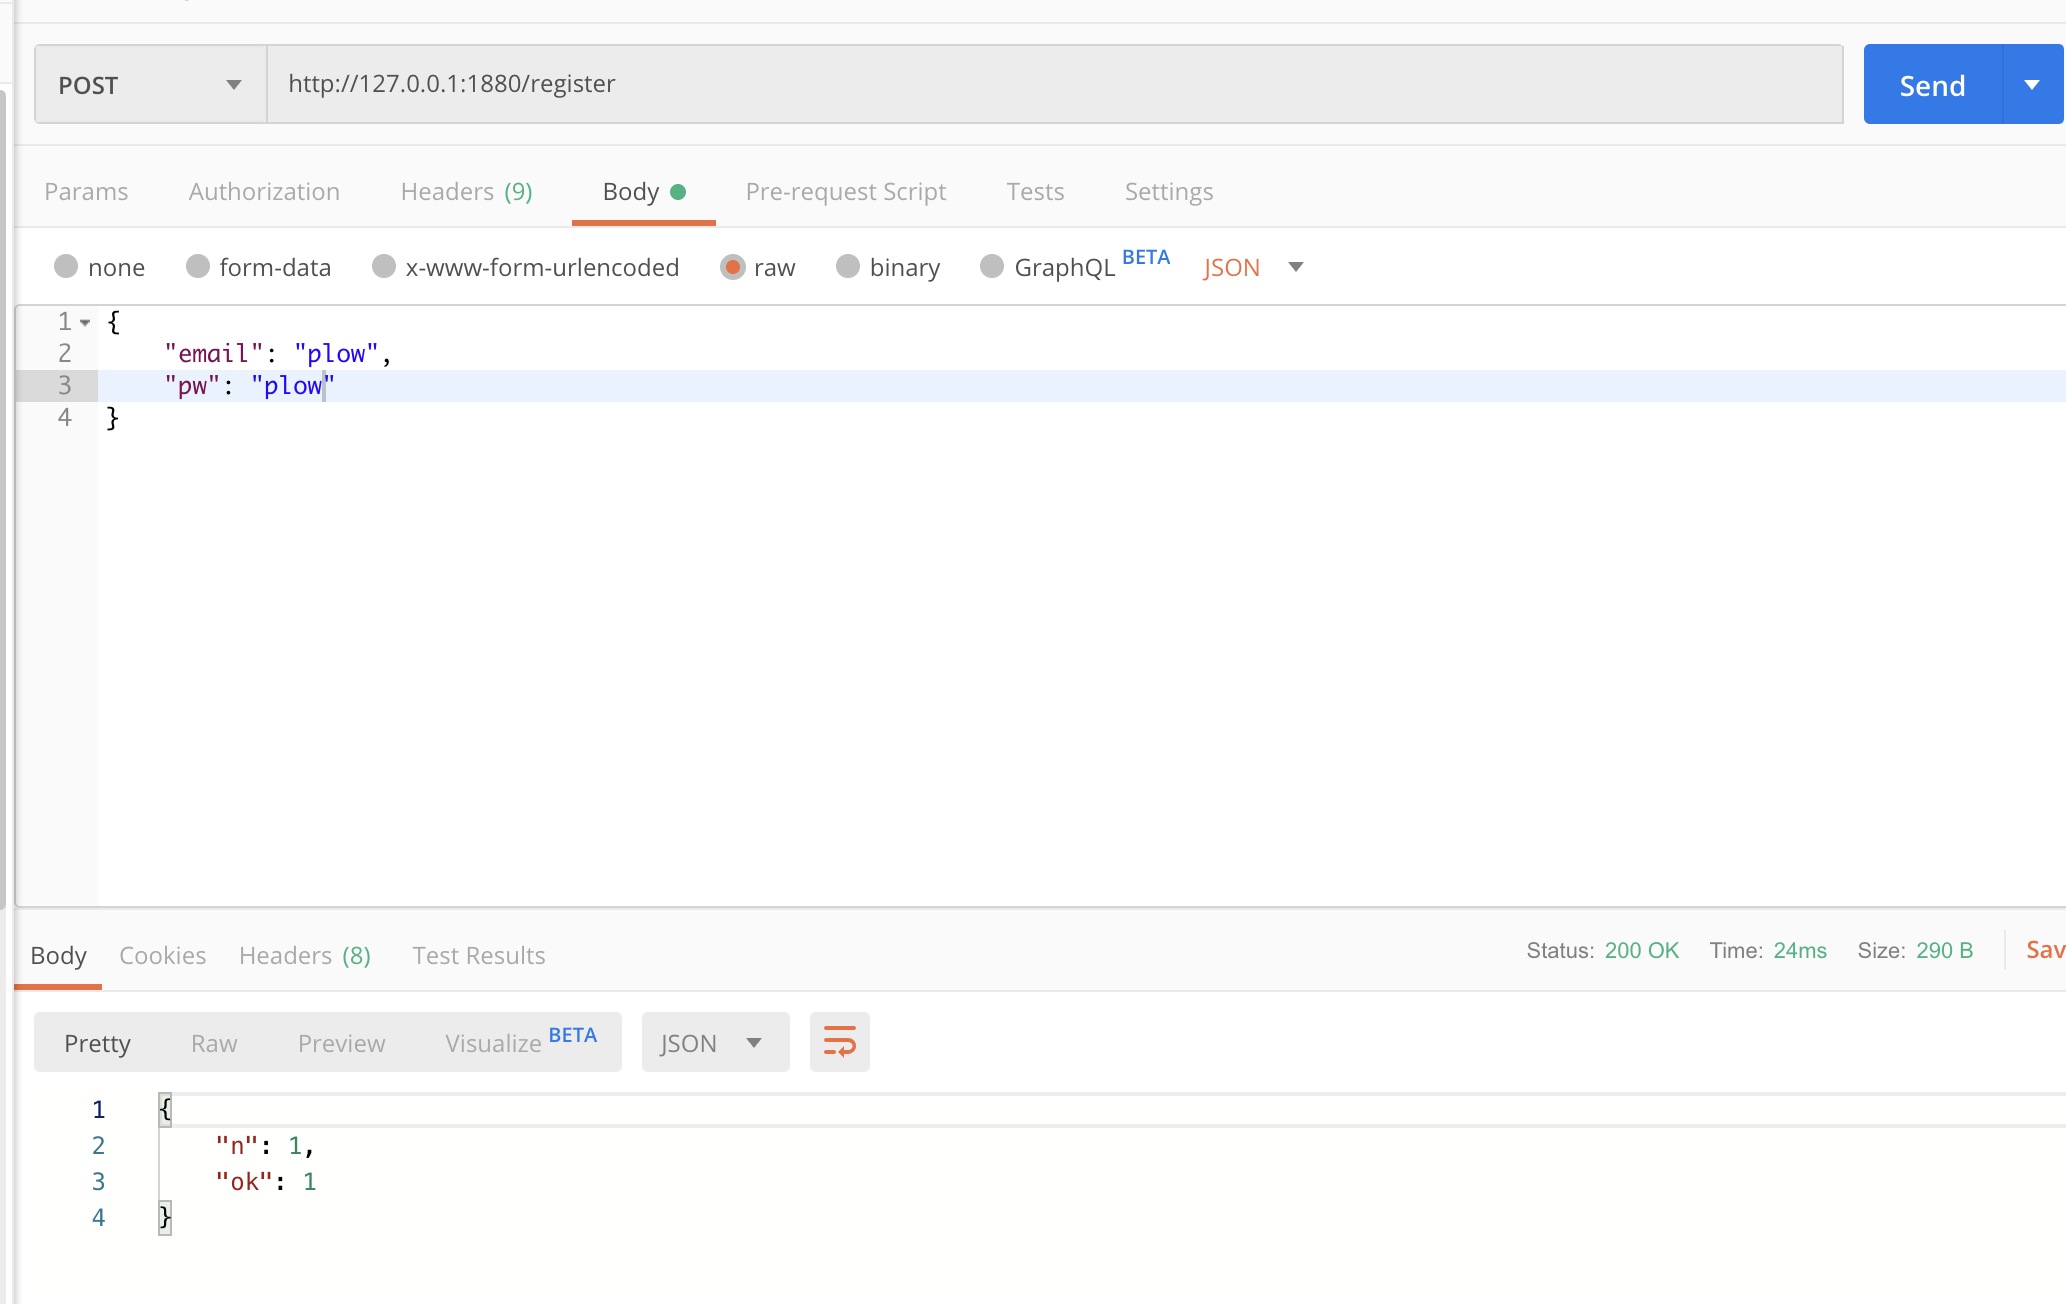 POST http://127.0.0.1:1880/register Send
Params Authorization Headers (9) Body Pre-request Script Tests Settings
none form-data x-www-form-urlencoded raw binary GraphQL BETA JSON
1 {
2 "email": "plow",
3 "pw": "plow"
4 }
Body Cookies Headers (8) Test Results Status: 200 OK Time: 24ms Size: 290 B Sav
Pretty Raw Preview Visualize BETA JSON
1 {
2 "n": 1,
3 "ok": 1
4 }